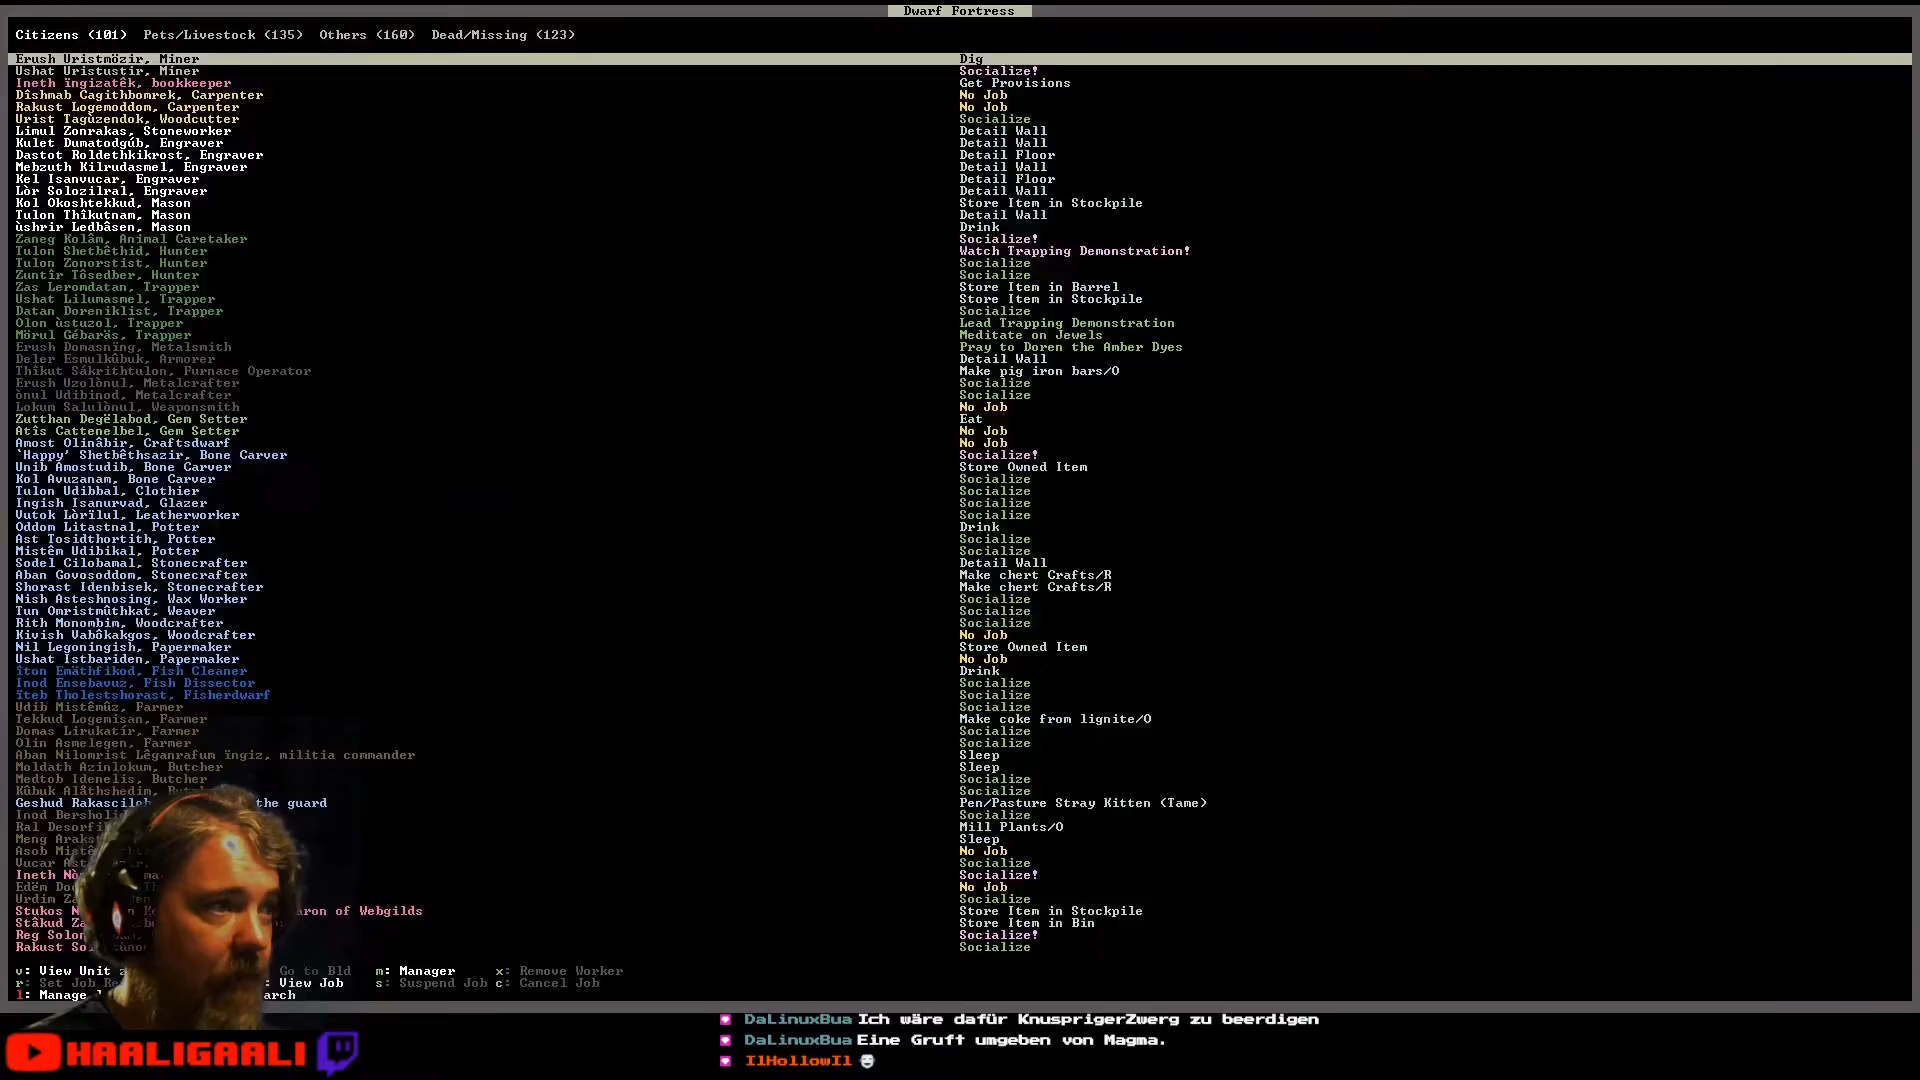 Dwarf Fortress
Citizens (101) Pets/Livestock (135) Others (160) Dead/Missing (123)
Erush Uristmözir, Miner Dig
Ushat Uristustir, Miner Socialize!
Ineth ïngizatêk, bookkeeper Get Provisions
Dîshmab Cagithbomrek, Carpenter No Job
Rakust Logemoddom, Carpenter No Job
Urist Tagùzendok, Woodcutter Socialize
Limul Zonrakas, Stoneworker Detail Wall
Kulet Dumatodgúb, Engraver Detail Wall
Dastot Roldethkikrost, Engraver Detail Floor
Mebzuth Kilrudasmel, Engraver Detail Wall
Kel Isanvucar, Engraver Detail Floor
Lòr Solozilral, Engraver Detail Wall
Kol Okoshtekkud, Mason Store Item in Stockpile
Tulon Thîkutnam, Mason Detail Wall
ùshrir Ledbâsen, Mason Drink
Zaneg Kolâm, Animal Caretaker Socialize!
Tulon Shetbêthid, Hunter Watch Trapping Demonstration!
Tulon Zonorstist, Hunter Socialize
Zuntîr Tôsedber, Hunter Socialize
Zas Leromdatan, Trapper Store Item in Barrel
Ushat Lilumasmel, Trapper Store Item in Stockpile
Datan Doreniklist, Trapper Socialize
Olon ùstuzol, Trapper Lead Trapping Demonstration
Mörul Gébaräs, Trapper Meditate on Jewels
Erush Domasnïng, Metalsmith Pray to Doren the Amber Dyes
Deler Esmulkûbuk, Armorer Detail Wall
Thîkut Sákrithtulon, Furnace Operator Make pig iron bars/O
Erush Uzolònul, Metalcrafter Socialize
ònul Udibinod, Metalcrafter Socialize
Lokum Salulònul, Weaponsmith No Job
Zutthan Degëlabod, Gem Setter Eat
Atîs Cattenelbel, Gem Setter No Job
Amost Olinâbir, Craftsdwarf No Job
`Happy' Shetbêthsazir, Bone Carver Socialize!
Unib Amostudib, Bone Carver Store Owned Item
Kol Avuzanam, Bone Carver Socialize
Tulon Udibbal, Clothier Socialize
Ingish Isanurvad, Glazer Socialize
Vutok Lòrïlul, Leatherworker Socialize
Oddom Litastnal, Potter Drink
Ast Tosidthortith, Potter Socialize
Mistêm Udibikal, Potter Socialize
Sodel Cilobamal, Stonecrafter Detail Wall
Aban Govosoddom, Stonecrafter Make chert Crafts/R
Shorast Idenbisek, Stonecrafter Make chert Crafts/R
Nish Asteshnosing, Wax Worker Socialize
Tun Omristmûthkat, Weaver Socialize
Rith Monombim, Woodcrafter Socialize
Kivish Vabôkakgos, Woodcrafter No Job
Nil Legoningish, Papermaker Store Owned Item
Ushat Istbariden, Papermaker No Job
îton Emäthfikod, Fish Cleaner Drink
Inod Ensebavuz, Fish Dissector Socialize
ïteb Tholestshorast, Fisherdwarf Socialize
Udib Mistêmûz, Farmer Socialize
Tekkud Logemisan, Farmer Make coke from lignite/O
Domas Lirukatír, Farmer Socialize
Olin Asmelegen, Farmer Socialize
Aban Nilomrist Lêganrafum ïngiz, militia commander Sleep
Moldath Azinlokum, Butcher Sleep
Medtob Idenelis, Butcher Socialize
Kûbuk Alåthshedim, Socialize
Geshud the guard Pen/Pasture Stray Kitten (Tame)
Inod Socialize
Ral Mill Plants/O
Meng Sleep
Asob No Job
Vucar Socialize
Ineth Socialize!
Edëm No Job
Urdim Socialize
Stukos of Webgilds Store Item in Stockpile
Stâkud Store Item in Bin
Reg Socialize!
Rakust Socialize
v: View Unit Go to Bld m: Manager x: Remove Worker
r: Set Job : View Job s: Suspend Job c: Cancel Job
l: Manage
DaLinuxBua Ich wäre dafür KnusprigerZwerg zu beerdigen
DaLinuxBua Eine Gruft umgeben von Magma.
IlHollowIl
HAALIGAALI